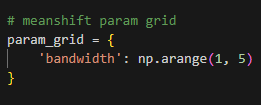 # meanshift param grid
param_grid = {
    'bandwidth': np.arange(1, 5)
}